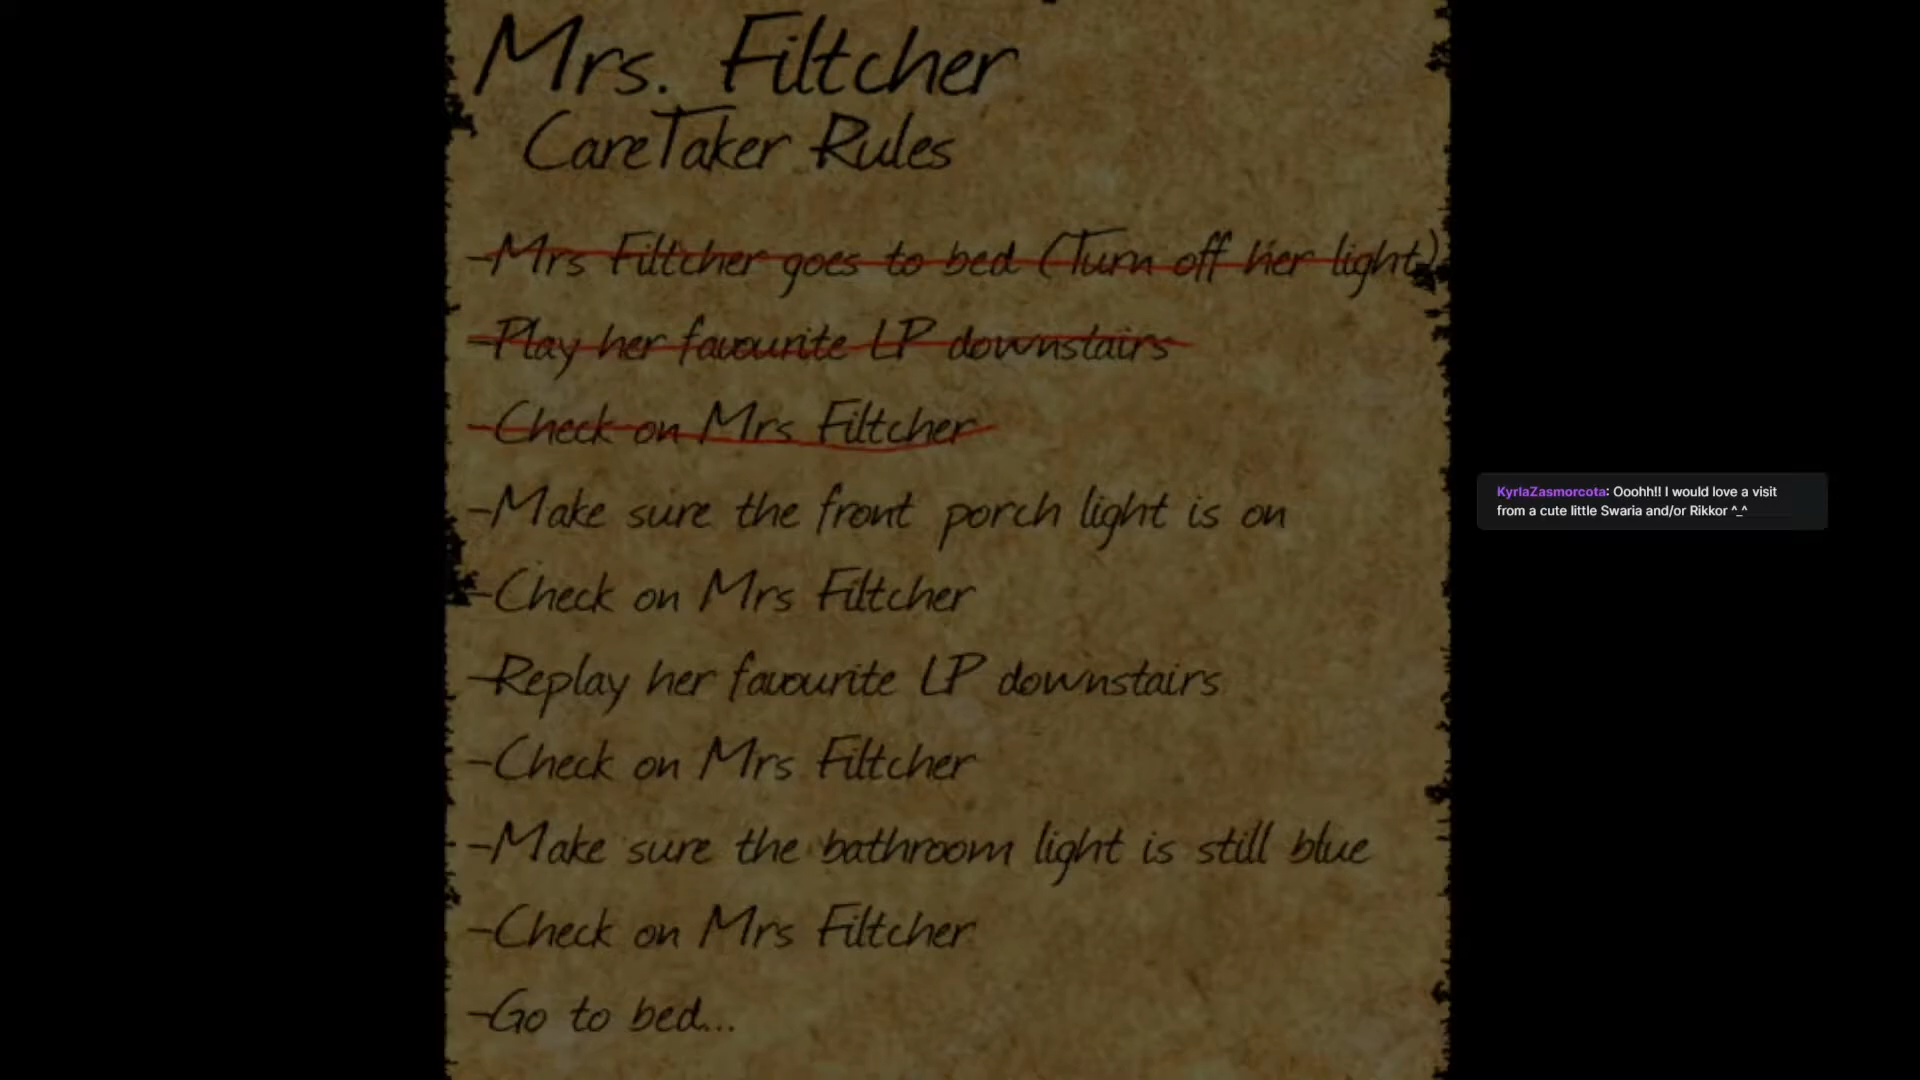 Mrs. Filtcher
CareTaker Rules
-Mrs Filtcher goes to bed (Turn off her light)
-Play her favourite LP downstairs
-Check on Mrs Filtcher
-Make sure the front porch light is on
-Check on Mrs Filtcher
-Replay her favourite LP downstairs
-Check on Mrs Filtcher
-Make sure the bathroom light is still blue
-Check on Mrs Filtcher
-Go to bed...
KyrlaZasmorcota: Ooohh!! I would love a visit
from a cute little Swaria and/or Rikkor ^_^